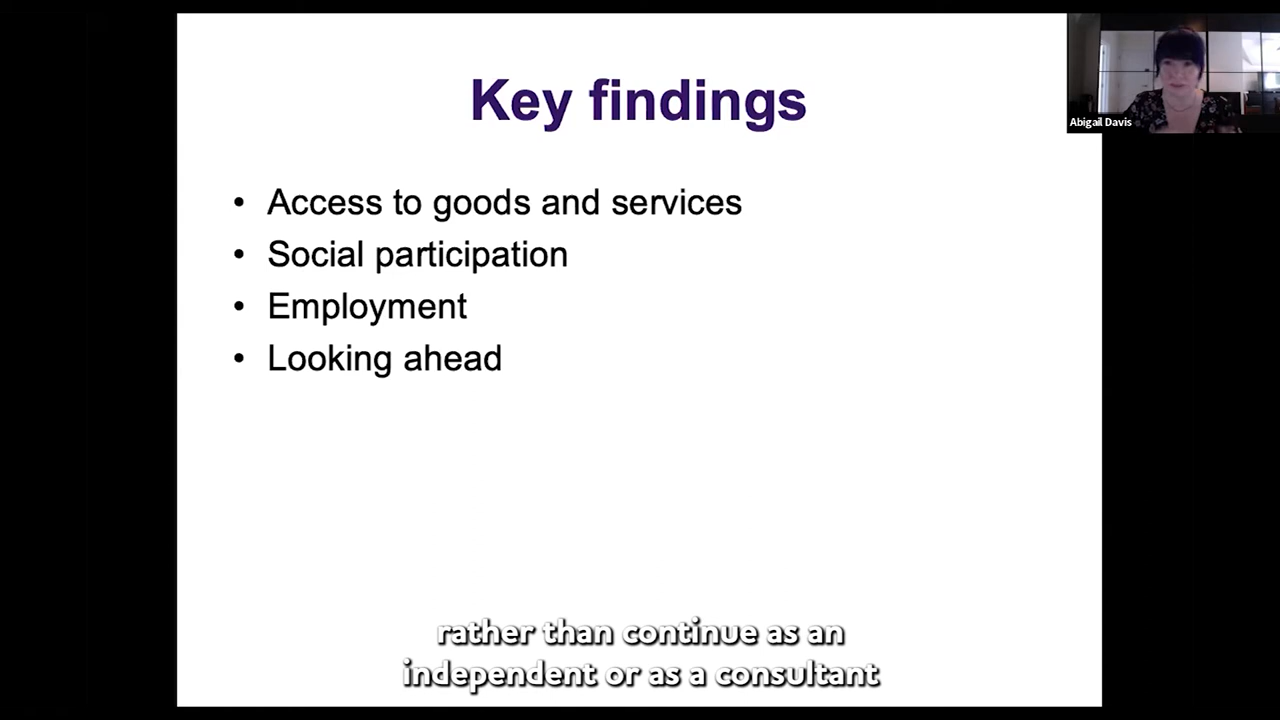 Key findings
Abigail Davis
• Access to goods and services
• Social participation
• Employment
• Looking ahead
rather than continue as an
independent or as a consultant